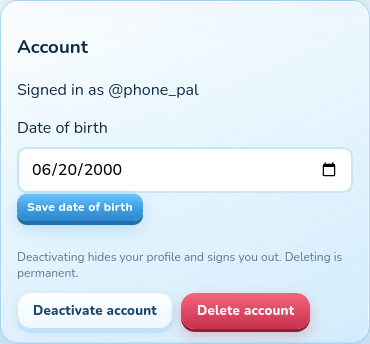 Account
Signed in as @phone_pal
Date of birth
06/20/2000
Save date of birth
Deactivating hides your profile and signs you out. Deleting is
permanent.
Deactivate account
Delete account